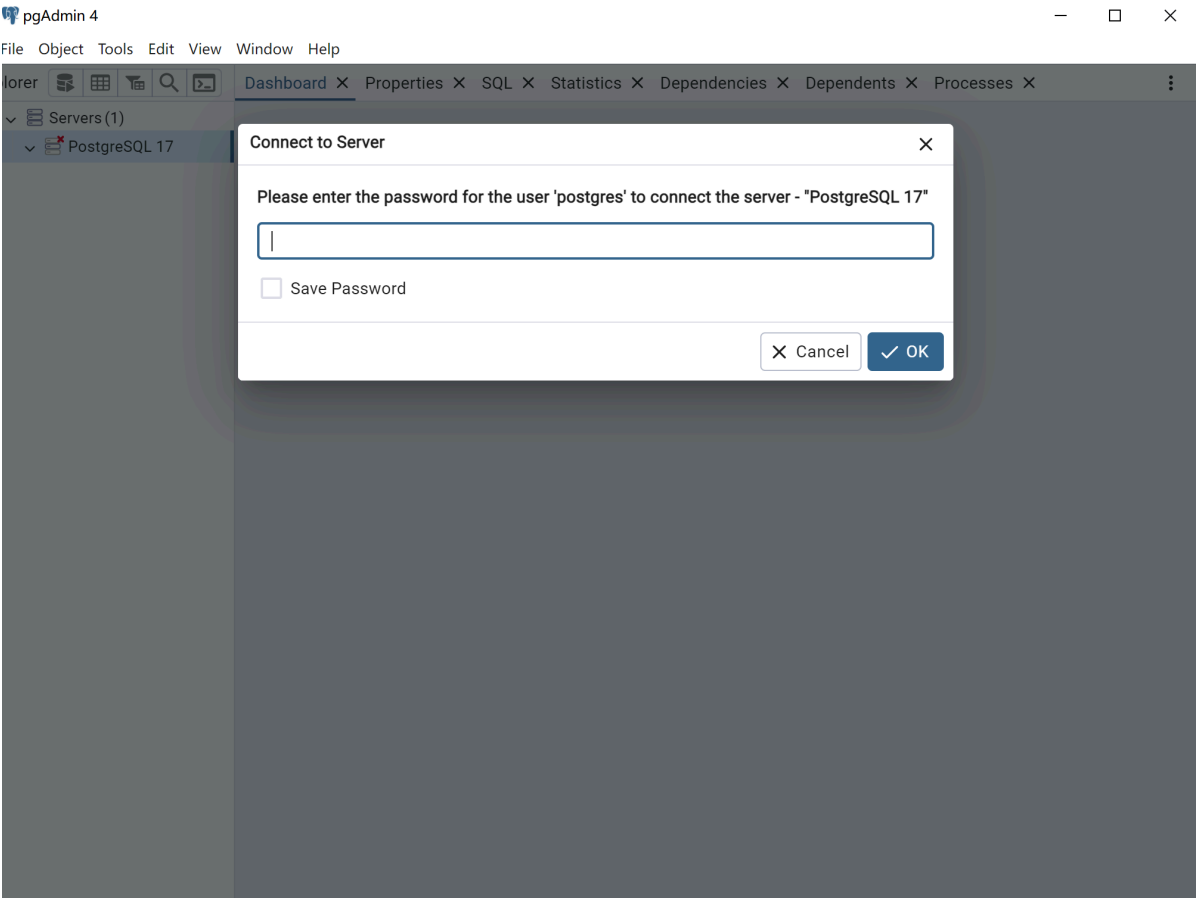 pgAdmin 4
File Object Tools Edit View Window Help
lorer Dashboard Properties SQL Statistics Dependencies Dependents Processes
Servers (1)
PostgreSQL 17
Connect to Server
Please enter the password for the user 'postgres' to connect the server - "PostgreSQL 17"
Save Password
Cancel OK